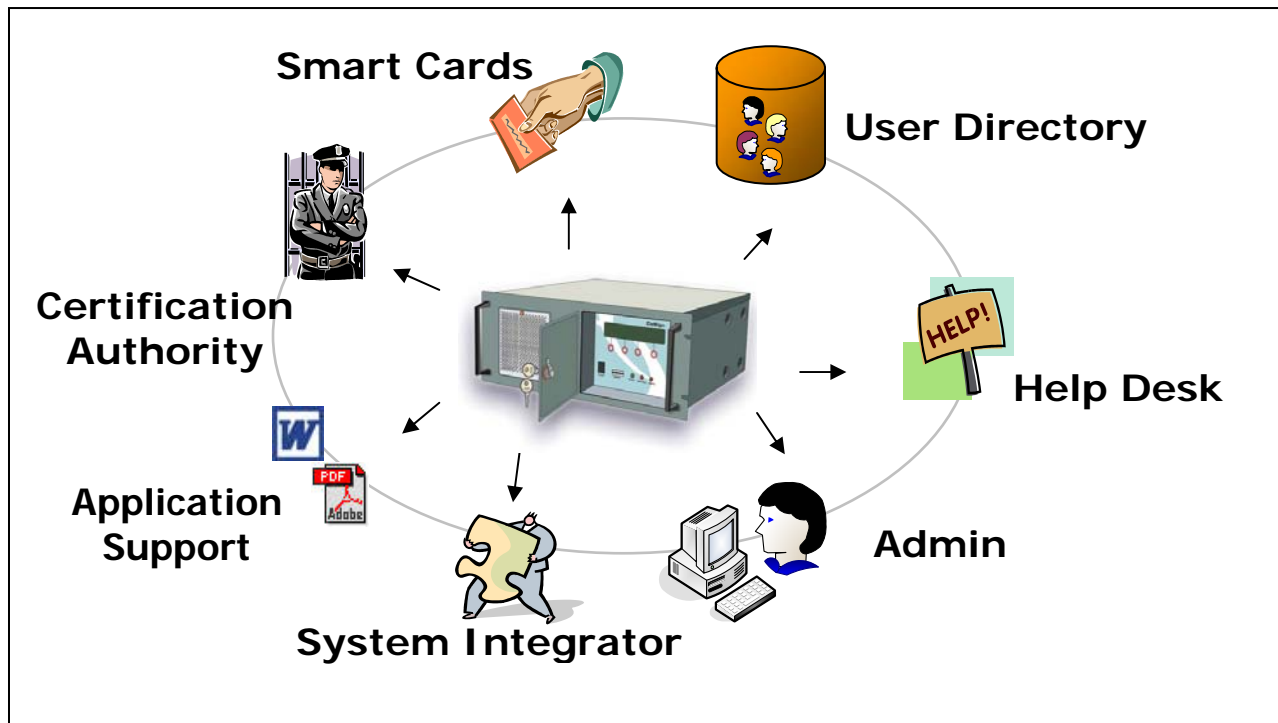 Smart Cards
User Directory
Certification
Authority
HELP!
Help Desk
W
PDF
Adobe
Application
Support
Admin
System Integrator